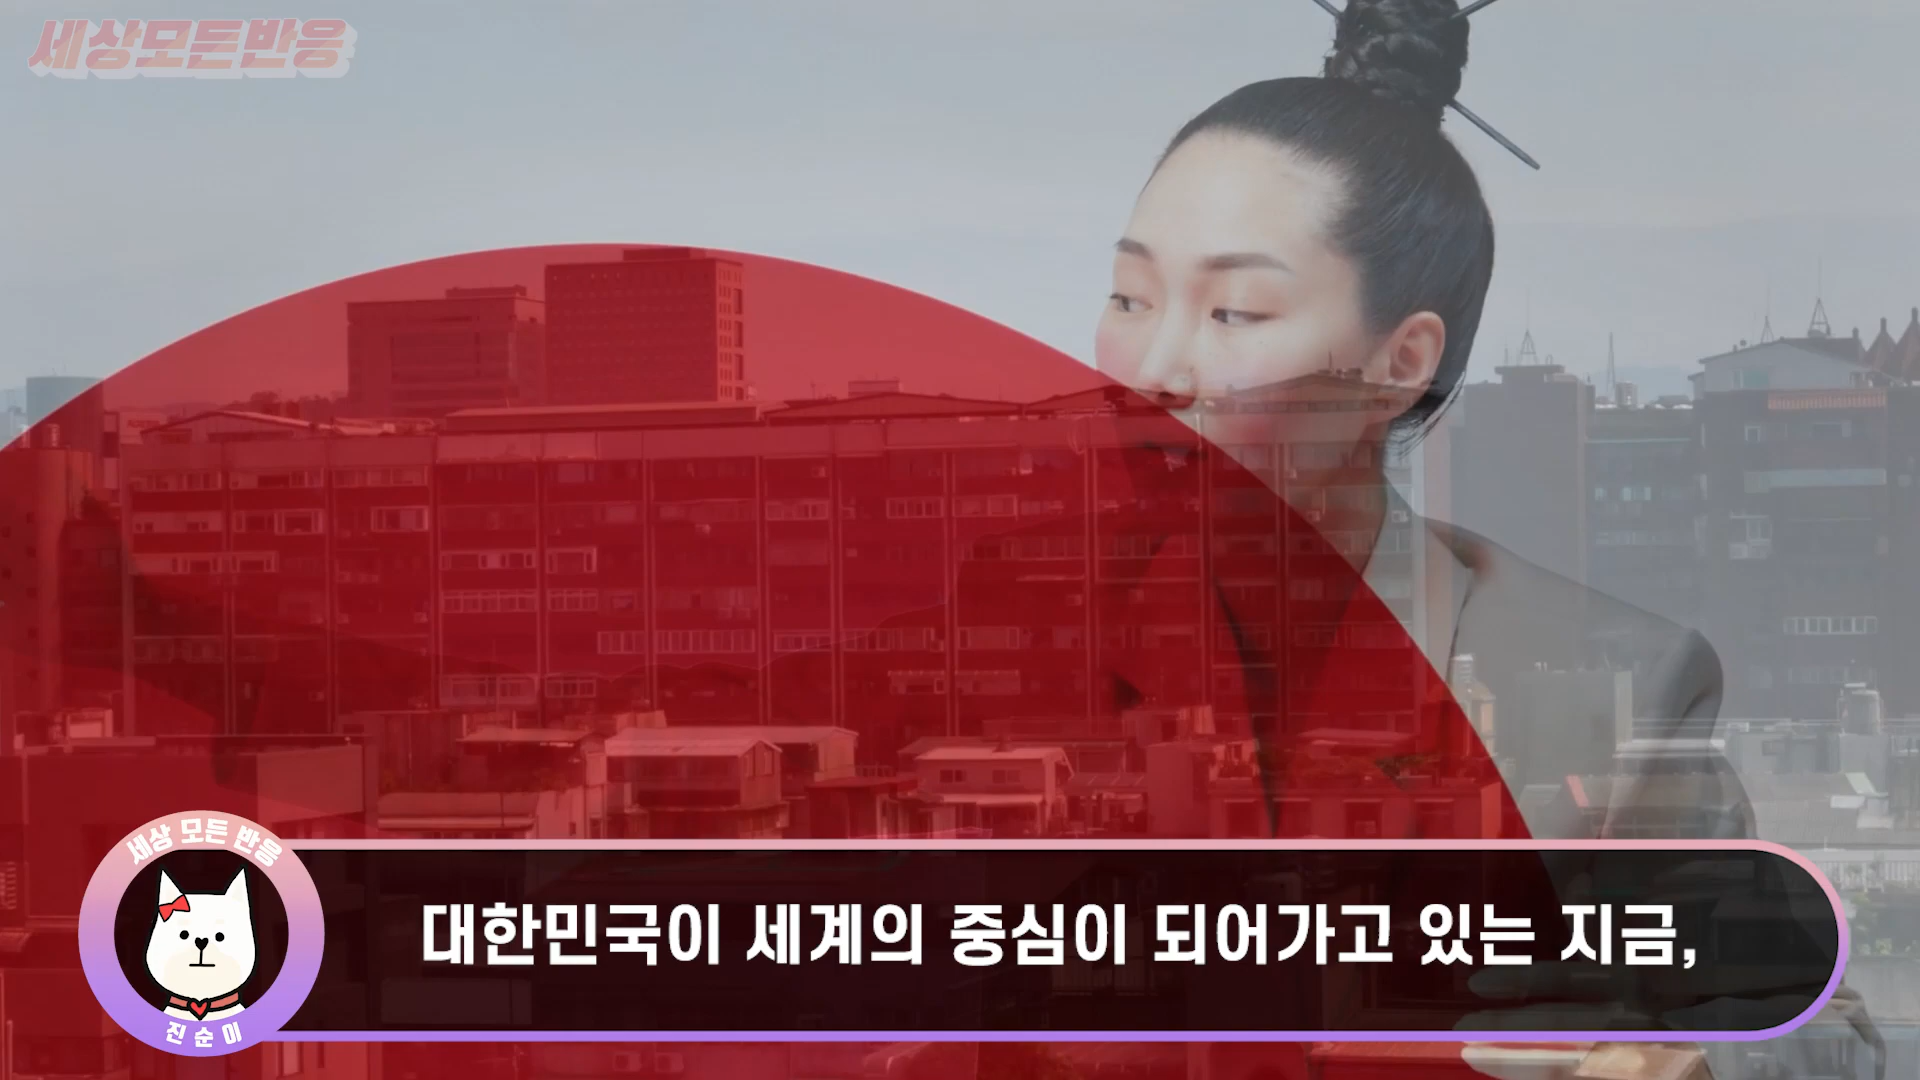 세상모든반응
세상 모든 반응
대한민국이 세계의 중심이 되어가고 있는 지금,
진순이